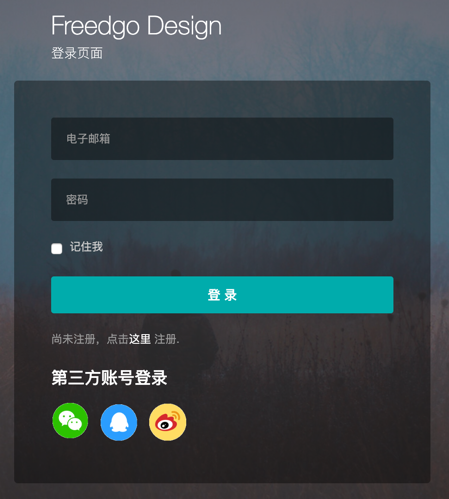 Freedgo Design
登录页面
电子邮箱
密码
记住我
登 录
尚未注册，点击这里 注册.
第三方账号登录